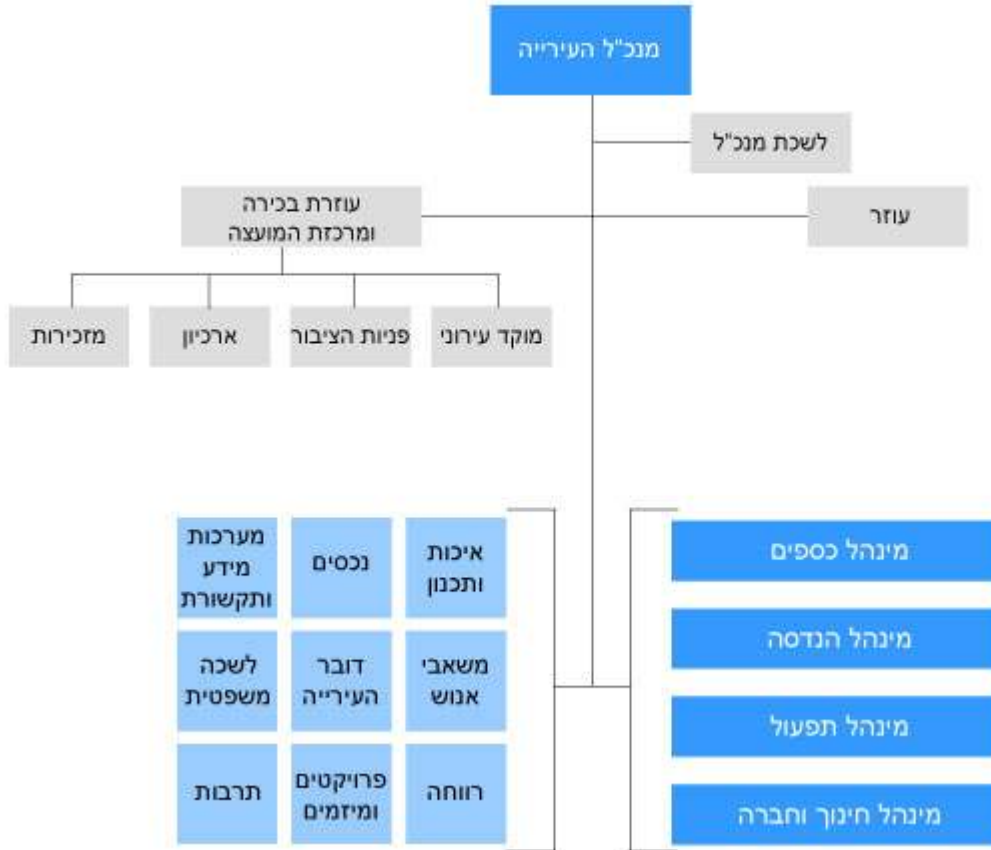 מנכ"ל העירייה
לשכת מנכ"ל
עוזר
עוזרת בכירה
ומרכזת המועצה
מוקד עירוני
פניות הציבור
ארכיון
מזכירות
מינהל כספים
מינהל הנדסה
מינהל תפעול
מינהל חינוך וחברה
איכות
ותכנון
נכסים
מערכות
מידע
ותקשורת
משאבי
אנוש
דובר
העירייה
לשכה
משפטית
רווחה
פרויקטים
ומיזמים
תרבות